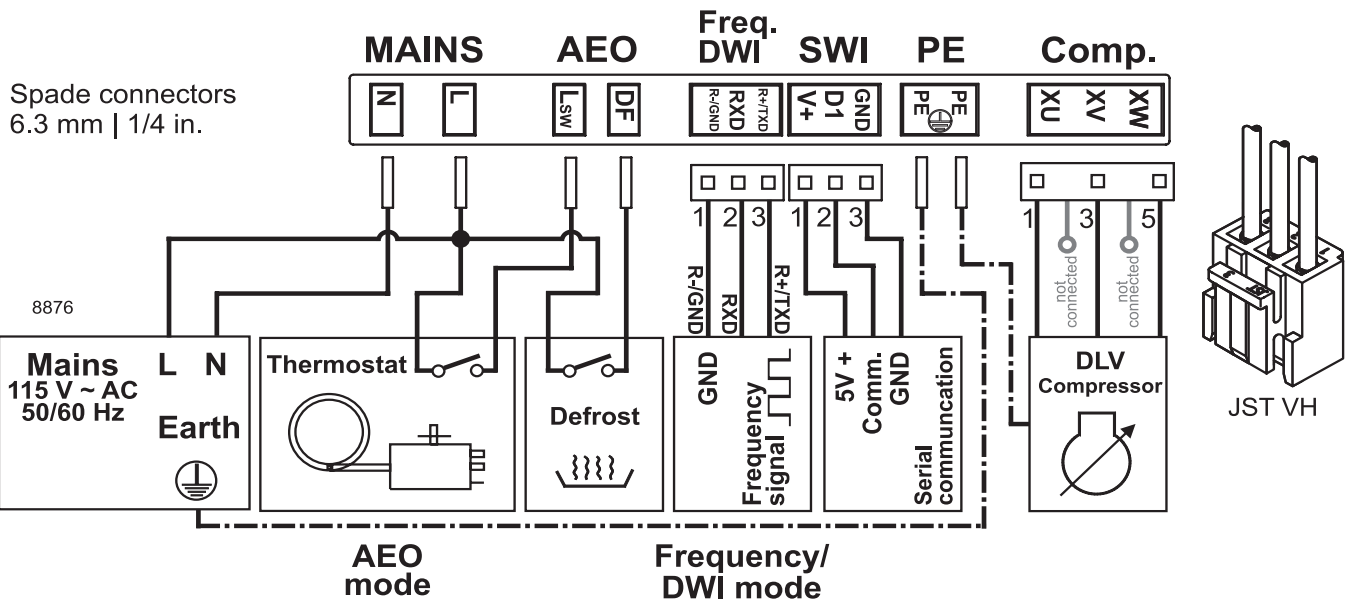 Spade connectors
6.3 mm | 1/4 in.
MAINS
AEO
Freq.
DWI
SWI
PE
Comp.
N
L
Lsw
DF
R-/GND
RXD
R+/TXD
V+
D1
GND
PE
PE
XU
XV
XW
1
2
3
1
2
3
1
3
5
R-/GND
RXD
R+/TXD
not
connected
not
connected
8876
Mains
115 V ~ AC
50/60 Hz
L N
Earth
Thermostat
Defrost
GND
Frequency
signal
5V +
Comm.
GND
Serial
communcation
DLV
Compressor
JST VH
AEO
mode
Frequency/
DWI mode